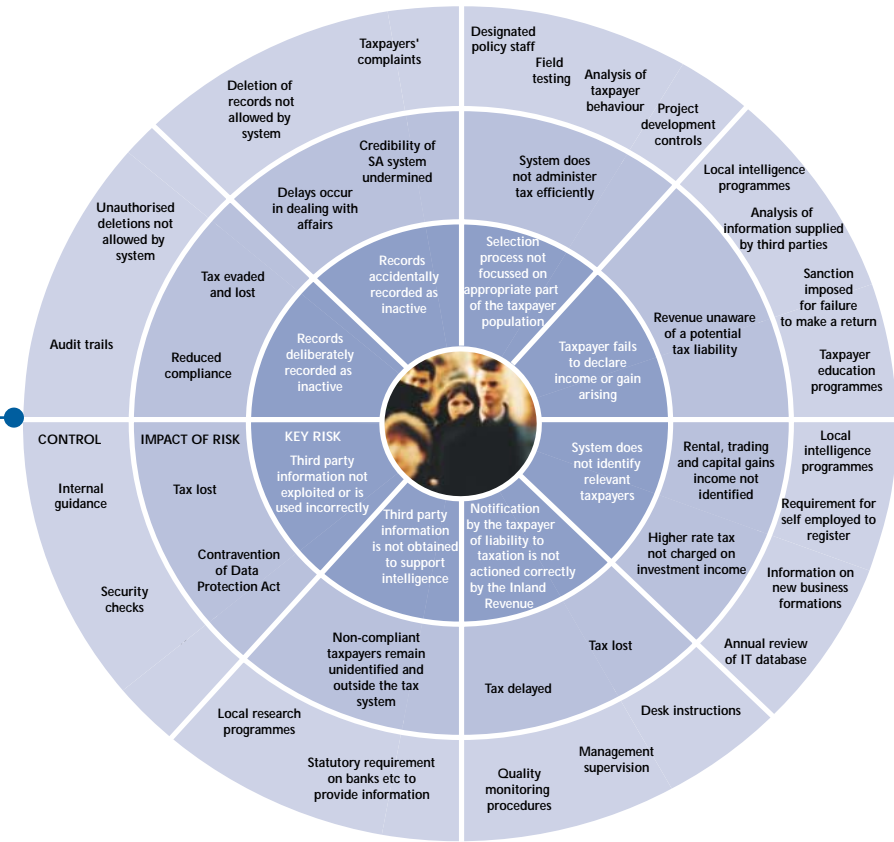 Taxpayers'
complaints
Deletion of
records not
allowed by
system
Credibility of
SA system
undermined
Delays occur
in dealing with
affairs
Records
accidentally
recorded as
inactive
Designated
policy staff
Field
testing
Analysis of
taxpayer
behaviour
Project
development
controls
System does
not administer
tax efficiently
Selection
process not
focussed on
appropriate part
of the taxpayer
population
Local intelligence
programmes
Analysis of
information supplied
by third parties
Sanction
imposed
for failure
to make a return
Taxpayer
education
programmes
Revenue unaware
of a potential
tax liability
Taxpayer fails
to declare
income or gain
arising
Unauthorised
deletions not
allowed by
system
Audit trails
Tax evaded
and lost
Reduced
compliance
Records
deliberately
recorded as
inactive
CONTROL
IMPACT OF RISK
KEY RISK
Internal
guidance
Security
checks
Tax lost
Contravention
of Data
Protection Act
Third party
information not
exploited or is
used incorrectly
System does
not identify
relevant
taxpayers
Rental, trading
and capital gains
income not
identified
Higher rate tax
not charged on
investment income
Local
intelligence
programmes
Requirement for
self employed to
register
Information on
new business
formations
Annual review
of IT database
Third party
information
is not obtained
to support
intelligence
Non-compliant
taxpayers remain
unidentified and
outside the tax
system
Local research
programmes
Statutory requirement
on banks etc to
provide information
Notification
by the taxpayer
of liability to
taxation is not
actioned correctly
by the Inland
Revenue
Tax lost
Tax delayed
Desk instructions
Management
supervision
Quality
monitoring
procedures